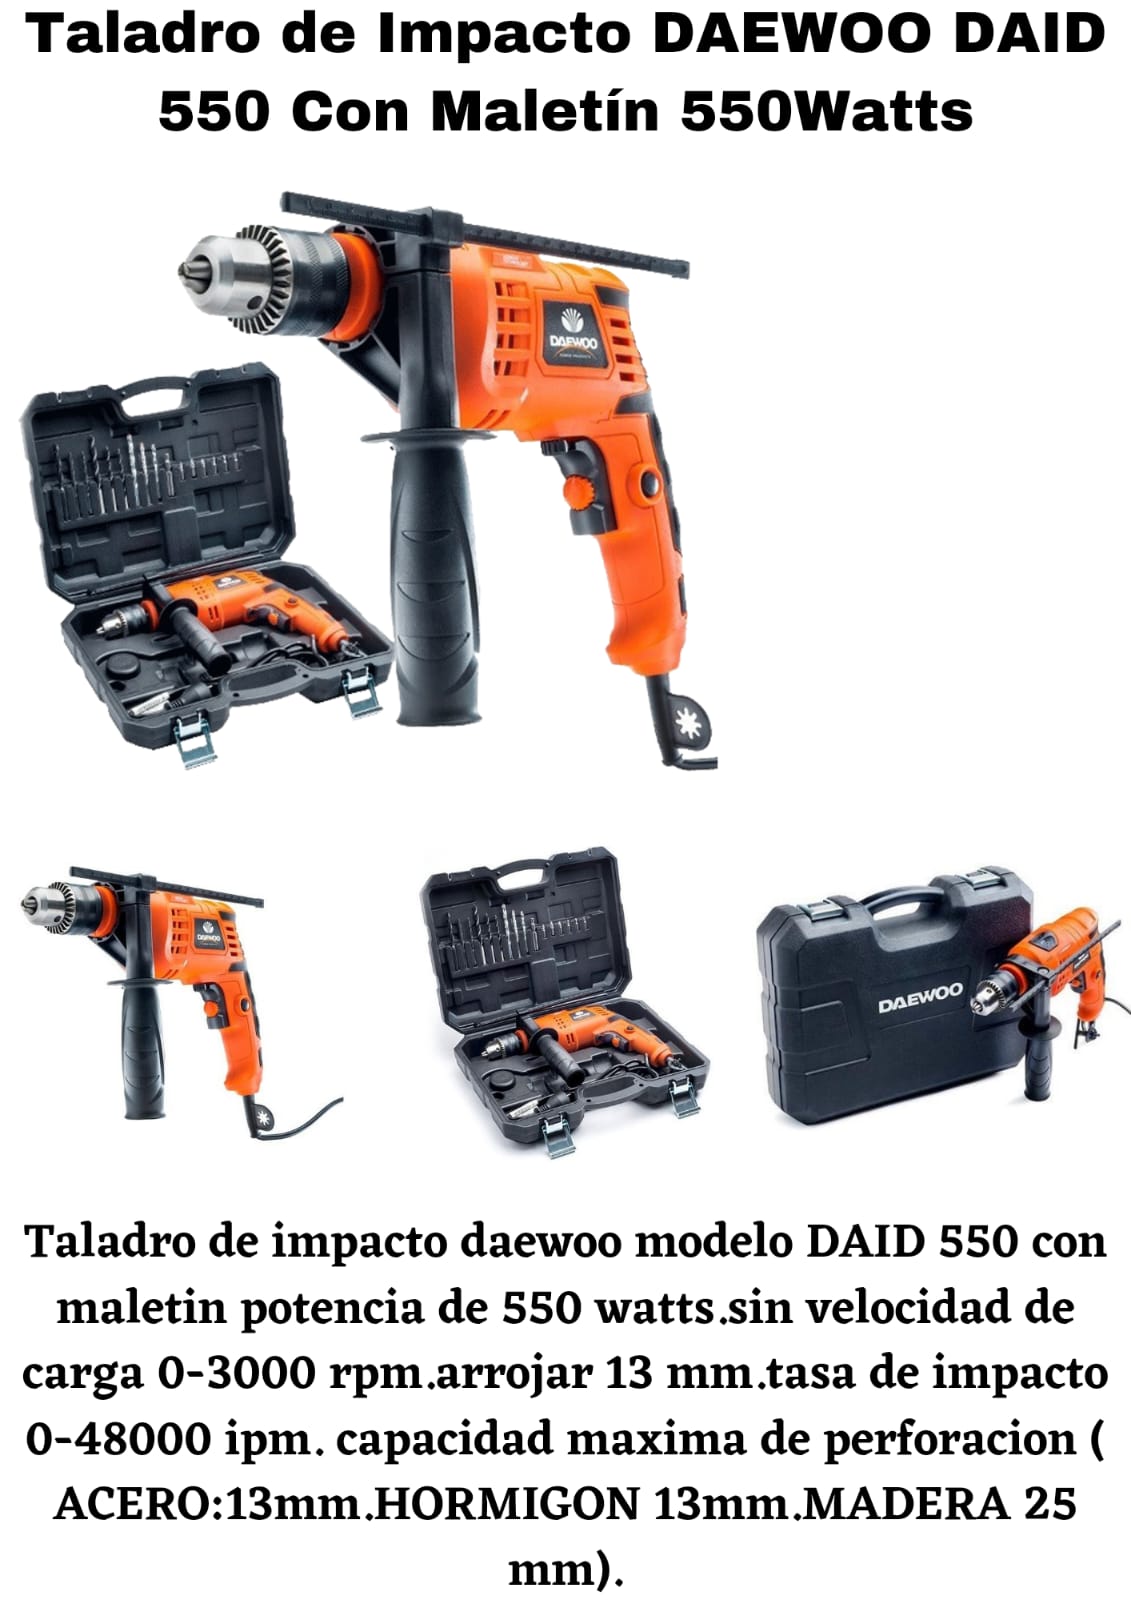 Taladro de Impacto DAEWOO DAID
550 Con Maletín 550Watts
DAEWOO
DAEWOO
DAEWOO
Taladro de impacto daewoo modelo DAID 550 con
maletin potencia de 550 watts.sin velocidad de
carga 0-3000 rpm.arrojar 13 mm.tasa de impacto
0-48000 ipm. capacidad maxima de perforacion (
ACERO:13mm.HORMIGON 13mm.MADERA 25
mm).